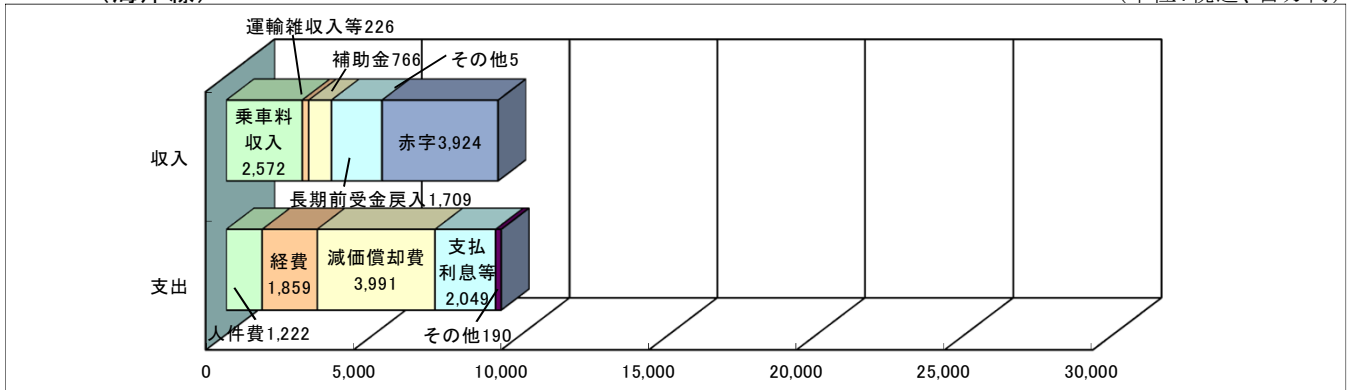 運輸雑収入等226
補助金766
その他5
乗車料
収入
2,572
赤字3,924
収入
長期前受金戻入1,709
支払
利息等
2,049
減価償却費
3,991
経費
1,859
支出
人件費1,222
その他190
0 5,000 10,000 15,000 20,000 25,000 30,000